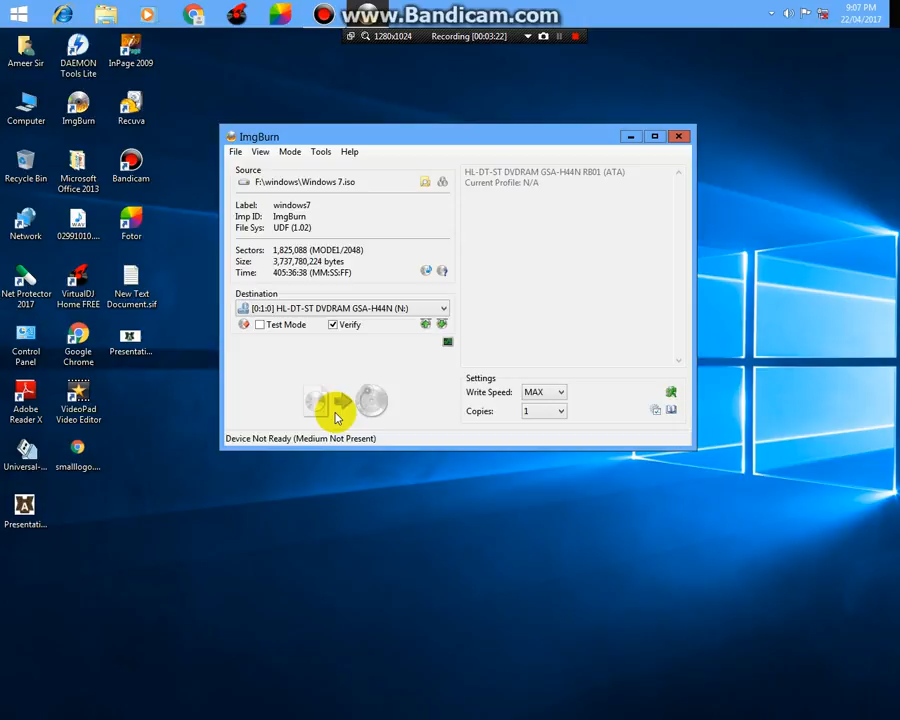 www.Bandicam.com
9:07 PM
22/04/2017
1280x1024 Recording [00:03:22]
Ameer Sir
DAEMON Tools Lite
InPage 2009
Computer
ImgBurn
Recuva
Recycle Bin
Microsoft Office 2013
Bandicam
Network
02991010...
Fotor
Net Protector 2017
VirtualDJ Home FREE
New Text Document.sif
Control Panel
Google Chrome
Presentati...
Adobe Reader X
VideoPad Video Editor
Universal-...
smalllogo....
Presentati...
ImgBurn
File View Mode Tools Help
Source
F:\windows\Windows 7.iso
Label: windows7
Imp ID: ImgBurn
File Sys: UDF (1.02)
Sectors: 1,825,088 (MODE1/2048)
Size: 3,737,780,224 bytes
Time: 405:36:38 (MM:SS:FF)
Destination
[0:1:0] HL-DT-ST DVDRAM GSA-H44N (N:)
Test Mode Verify
Device Not Ready (Medium Not Present)
HL-DT-ST DVDRAM GSA-H44N RB01 (ATA)
Current Profile: N/A
Settings
Write Speed: MAX
Copies: 1